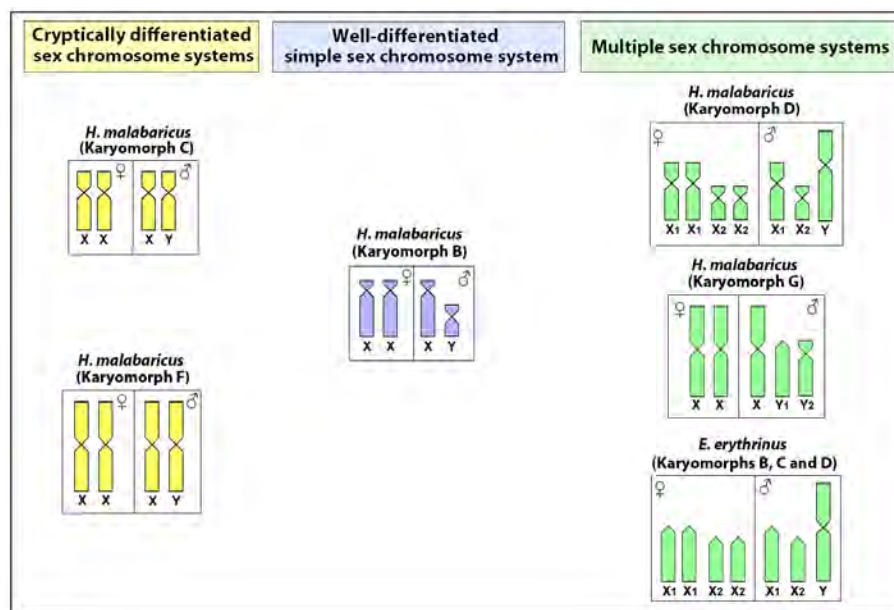 Cryptically differentiated
sex chromosome systems
Well-differentiated
simple sex chromosome system
Multiple sex chromosome systems
H. malabaricus
(Karyomorph C)
♀
♂
X X
X Y
H. malabaricus
(Karyomorph F)
♀
♂
X X
X Y
H. malabaricus
(Karyomorph B)
♀
♂
X X
X Y
H. malabaricus
(Karyomorph D)
♀
♂
X1 X1 X2 X2
X1 X2 Y
H. malabaricus
(Karyomorph G)
♀
♂
X X
X Y1 Y2
E. erythrinus
(Karyomorphs B, C and D)
♀
♂
X1 X1 X2 X2
X1 X2 Y